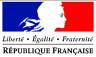 Liberté • Égalité • Fraternité
RÉPUBLIQUE FRANÇAISE